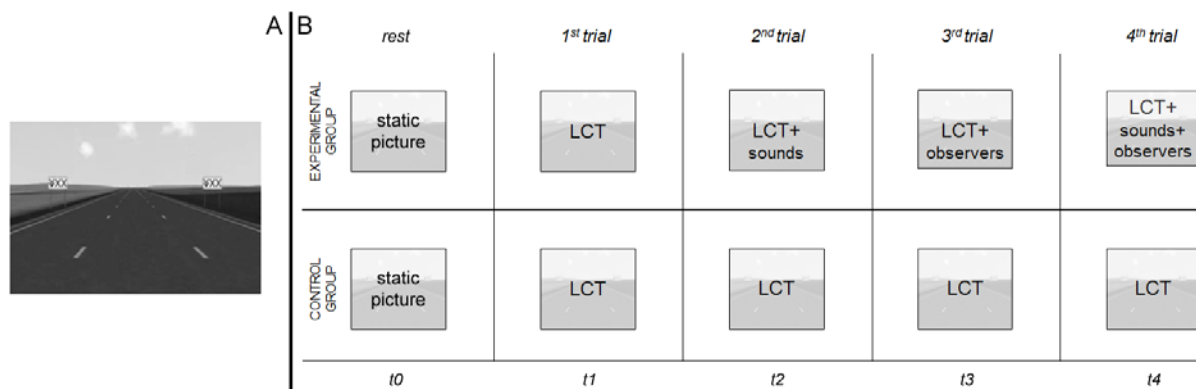 A
B
rest
1st trial
2nd trial
3rd trial
4th trial
EXPERIMENTAL
GROUP
static
picture
LCT
LCT+
sounds
LCT+
observers
LCT+
sounds+
observers
CONTROL
GROUP
static
picture
LCT
LCT
LCT
LCT
t0
t1
t2
t3
t4